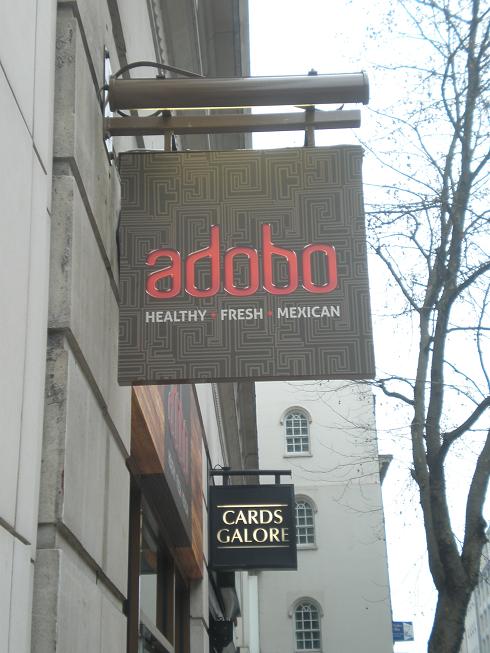 adobo
HEALTHY • FRESH • MEXICAN
CARDS
GALORE